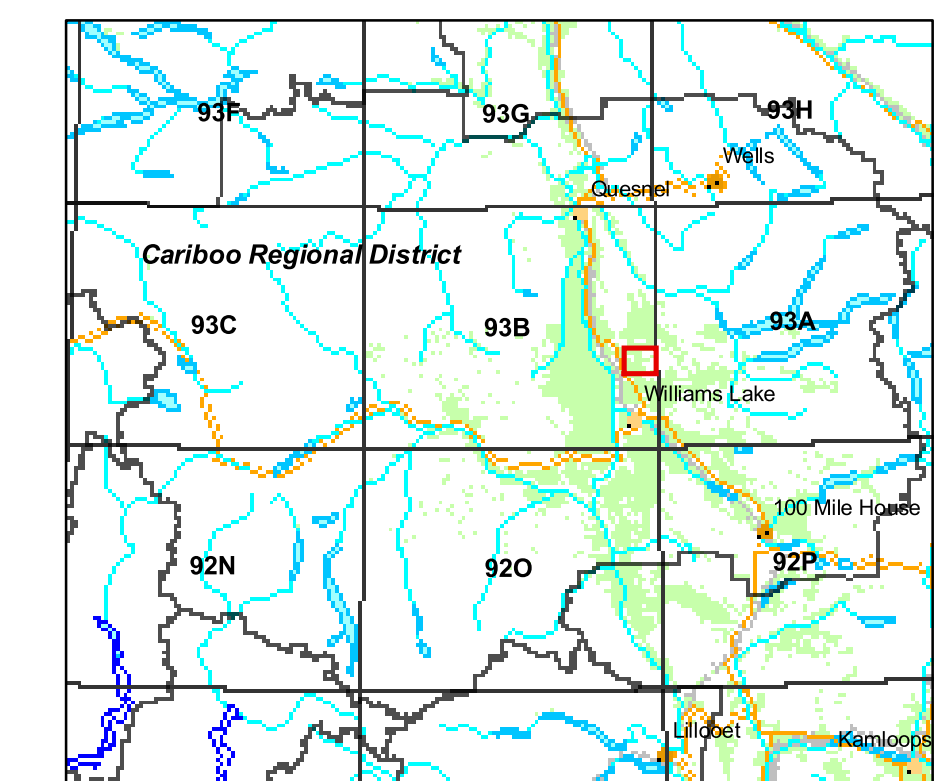 93F
93G
93H
Wells
Quesnel
Cariboo Regional District
93C
93B
93A
Williams Lake
100 Mile House
92N
92O
92P
Lillooet
Kamloops